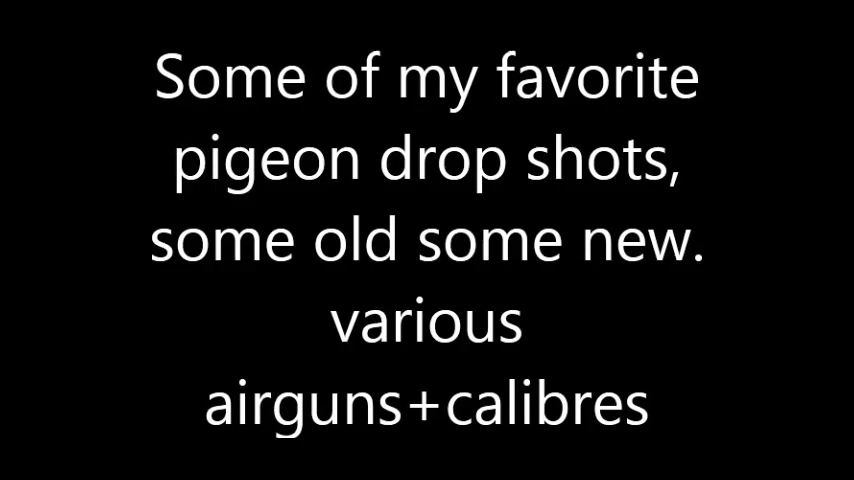 Some of my favorite
pigeon drop shots,
some old some new.
various
airguns+calibres